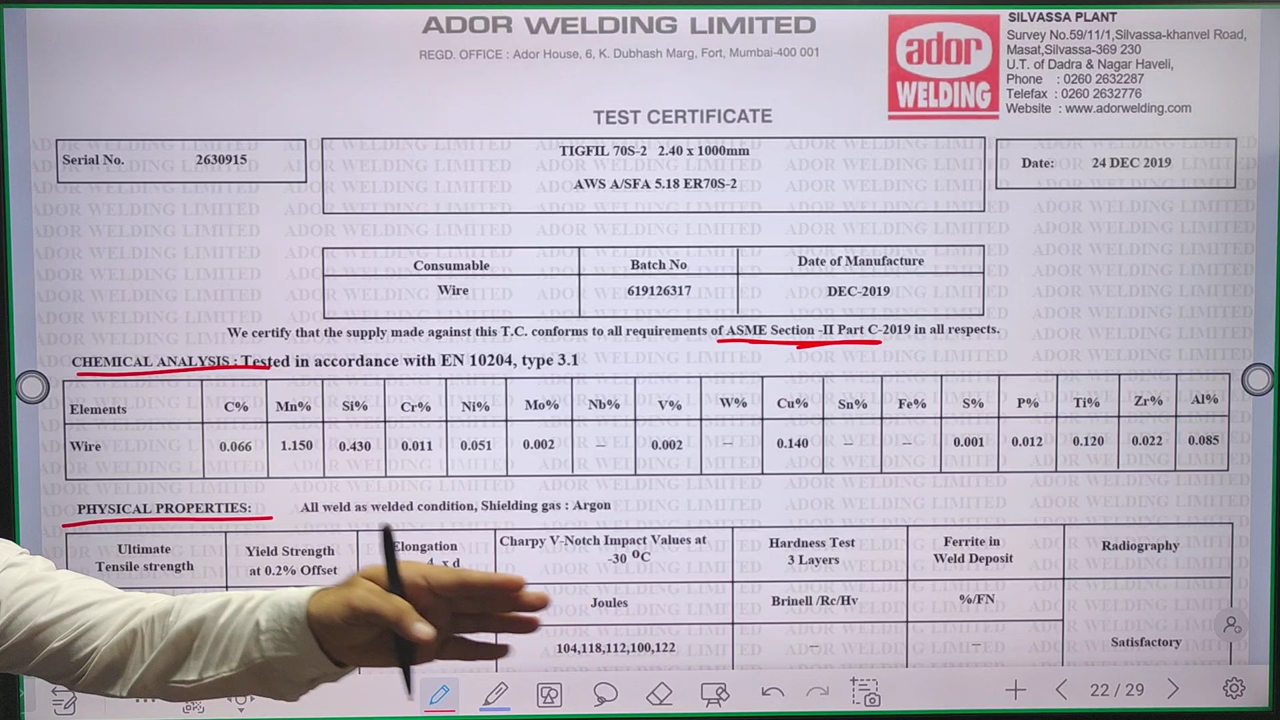 ADOR WELDING LIMITED
REGD. OFFICE : Ador House, 6, K. Dubhash Marg, Fort, Mumbai-400 001
ador
WELDING
SILVASSA PLANT
Survey No.59/11/1,Silvassa-khanvel Road,
Masat,Silvassa-369 230
U.T. of Dadra & Nagar Haveli,
Phone : 0260 2632287
Telefax : 0260 2632776
Website : www.adorwelding.com
TEST CERTIFICATE
Serial No. 2630915
TIGFIL 70S-2 2.40 x 1000mm
AWS A/SFA 5.18 ER70S-2
Date: 24 DEC 2019
Consumable Batch No Date of Manufacture
Wire 619126317 DEC-2019
We certify that the supply made against this T.C. conforms to all requirements of ASME Section -II Part C-2019 in all respects.
CHEMICAL ANALYSIS : Tested in accordance with EN 10204, type 3.1
Elements C% Mn% Si% Cr% Ni% Mo% Nb% V% W% Cu% Sn% Fe% S% P% Ti% Zr% Al%
Wire 0.066 1.150 0.430 0.011 0.051 0.002 – 0.002 – 0.140 – – 0.001 0.012 0.120 0.022 0.085
PHYSICAL PROPERTIES: All weld as welded condition, Shielding gas : Argon
Ultimate
Tensile strength
Yield Strength
at 0.2% Offset
Elongation
x d
Charpy V-Notch Impact Values at
-30 ⁰C
Hardness Test
3 Layers
Ferrite in
Weld Deposit
Radiography
Joules Brinell /Rc/Hv %/FN
104,118,112,100,122 – – Satisfactory
22 / 29